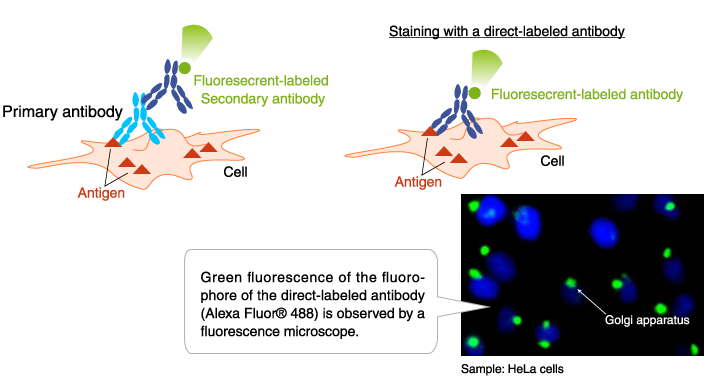 Fluoresecrent-labeled
Secondary antibody
Primary antibody
Cell
Antigen
Staining with a direct-labeled antibody
Fluoresecrent-labeled antibody
Cell
Antigen
Green fluorescence of the fluoro-
phore of the direct-labeled antibody
(Alexa Fluor® 488) is observed by a
fluorescence microscope.
Golgi apparatus
Sample: HeLa cells